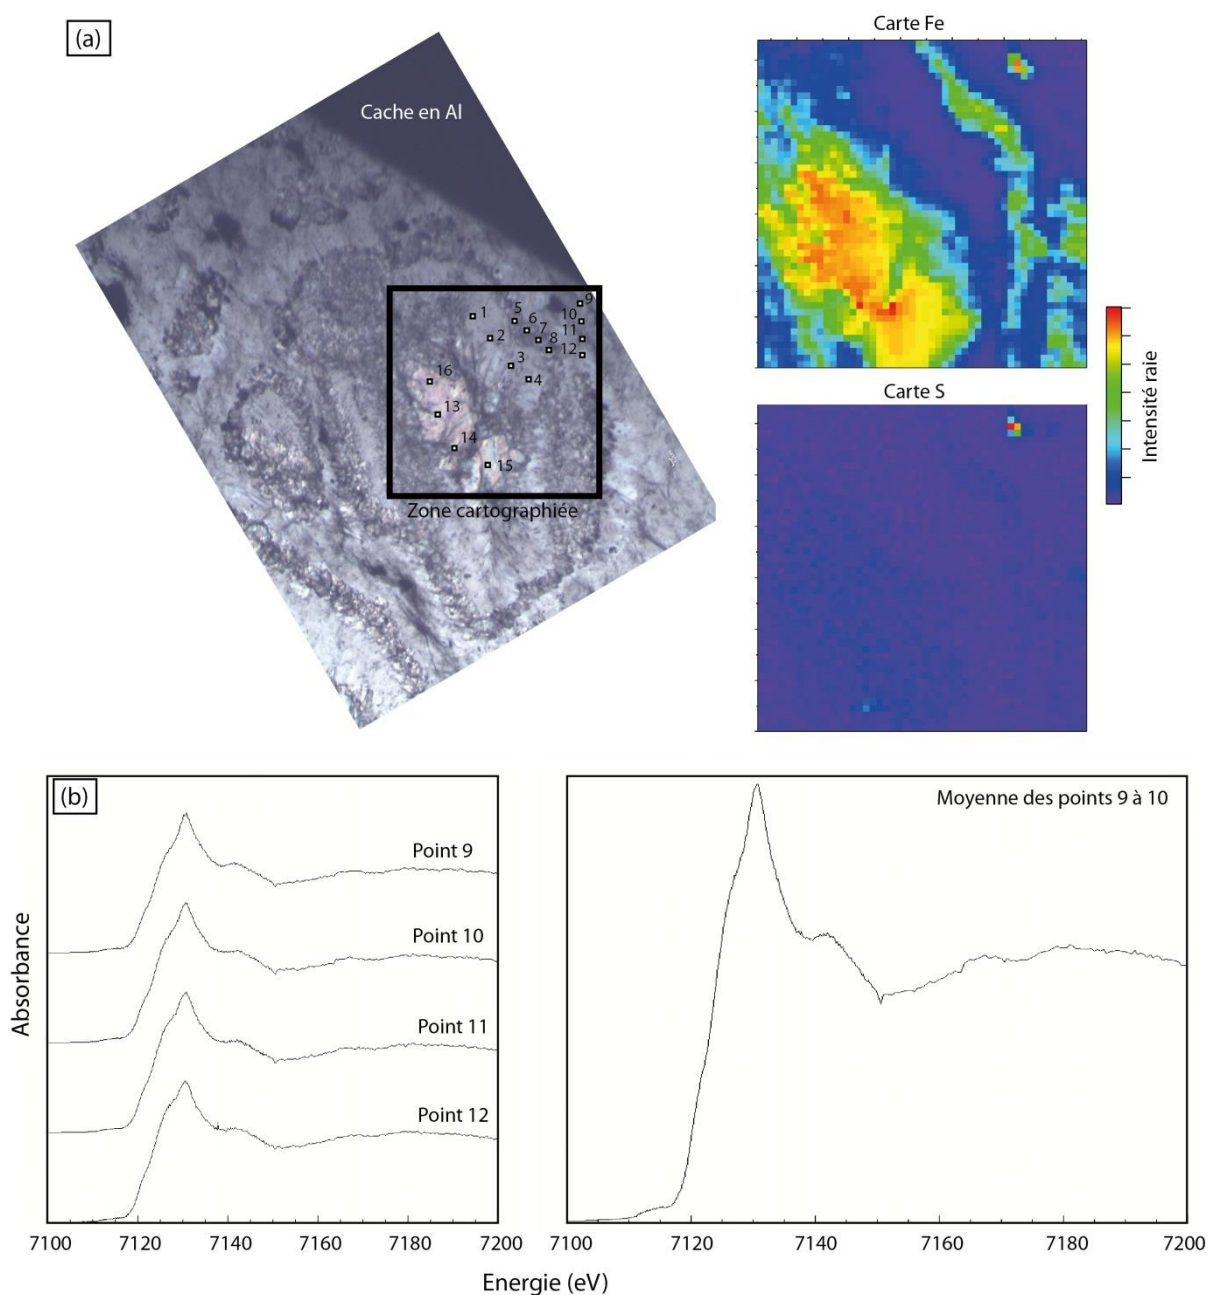 (a)
Cache en Al
1
2
3
4
5
6
7
8
9
10
11
12
16
13
14
15
Zone cartographiée
Carte Fe
Carte S
Intensité raie
(b)
Point 9
Point 10
Point 11
Point 12
Moyenne des points 9 à 10
Absorbance
7100 7120 7140 7160 7180 7200
7100 7120 7140 7160 7180 7200
Energie (eV)